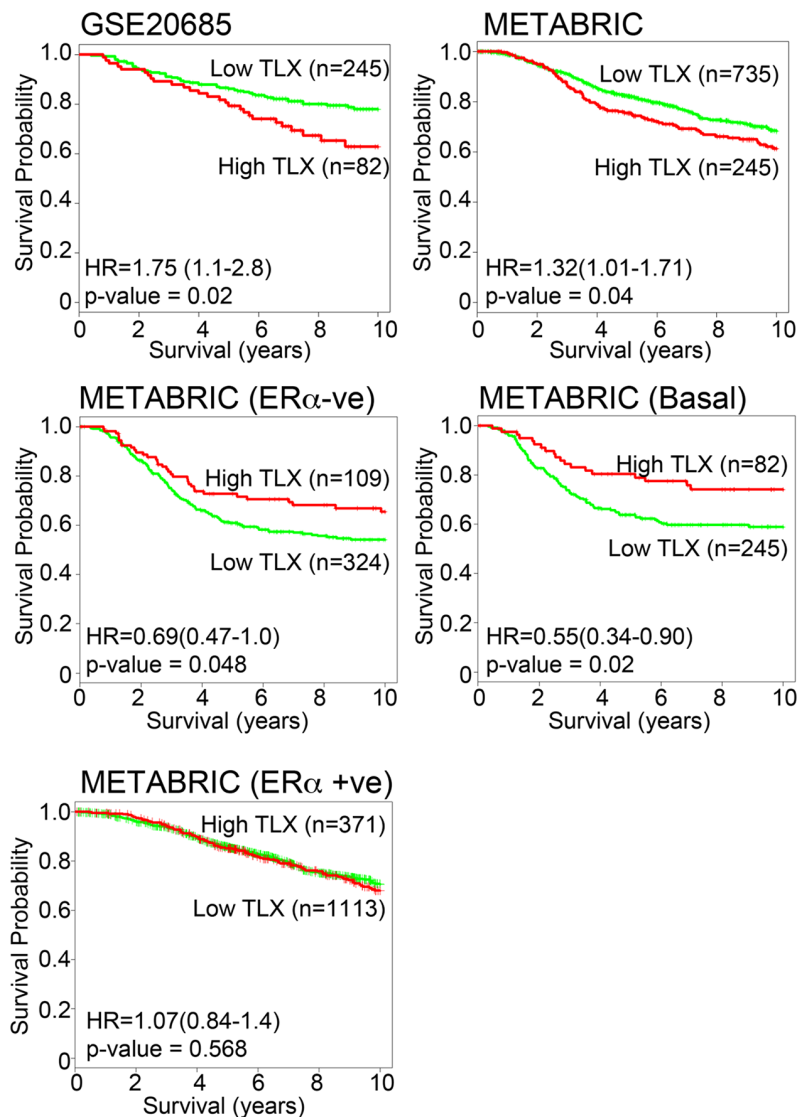 GSE20685
Survival Probability
1.0
0.8
0.6
0.4
0.2
0
Low TLX (n=245)
High TLX (n=82)
HR=1.75 (1.1-2.8)
p-value = 0.02
0 2 4 6 8 10
Survival (years)
METABRIC
Survival Probability
1.0
0.8
0.6
0.4
0.2
0
Low TLX (n=735)
High TLX (n=245)
HR=1.32(1.01-1.71)
p-value = 0.04
0 2 4 6 8 10
Survival (years)
METABRIC (ERα-ve)
Survival Probability
1.0
0.8
0.6
0.4
0.2
0
High TLX (n=109)
Low TLX (n=324)
HR=0.69(0.47-1.0)
p-value = 0.048
0 2 4 6 8 10
Survival (years)
METABRIC (Basal)
Survival Probability
1.0
0.8
0.6
0.4
0.2
0
High TLX (n=82)
Low TLX (n=245)
HR=0.55(0.34-0.90)
p-value = 0.02
0 2 4 6 8 10
Survival (years)
METABRIC (ERα +ve)
Survival Probability
1.0
0.8
0.6
0.4
0.2
0
High TLX (n=371)
Low TLX (n=1113)
HR=1.07(0.84-1.4)
p-value = 0.568
0 2 4 6 8 10
Survival (years)